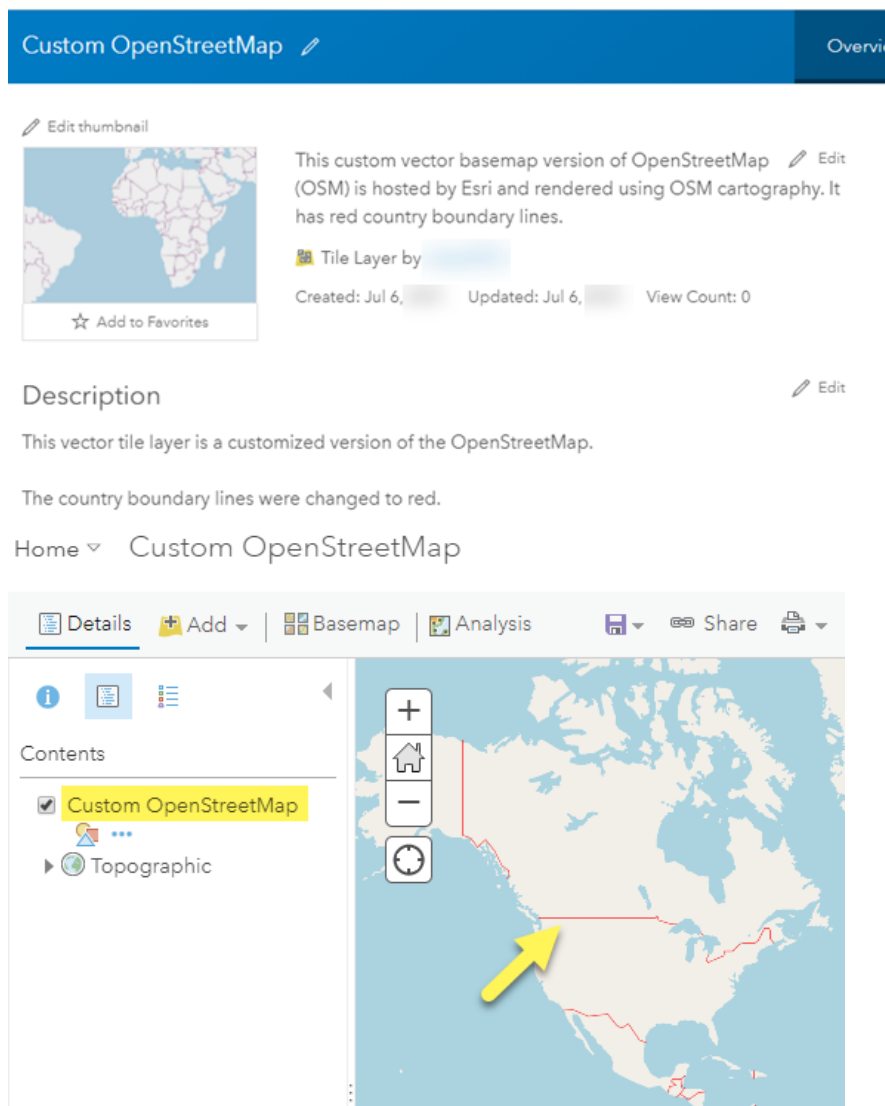 Custom OpenStreetMap
Edit thumbnail
This custom vector basemap version of OpenStreetMap
Edit
(OSM) is hosted by Esri and rendered using OSM cartography. It
has red country boundary lines.
Tile Layer by
Created: Jul 6,
Updated: Jul 6,
View Count: 0
Add to Favorites
Description
Edit
This vector tile layer is a customized version of the OpenStreetMap.
The country boundary lines were changed to red.
Home Custom OpenStreetMap
Details Add Basemap Analysis Share
Contents
Custom OpenStreetMap
Topographic